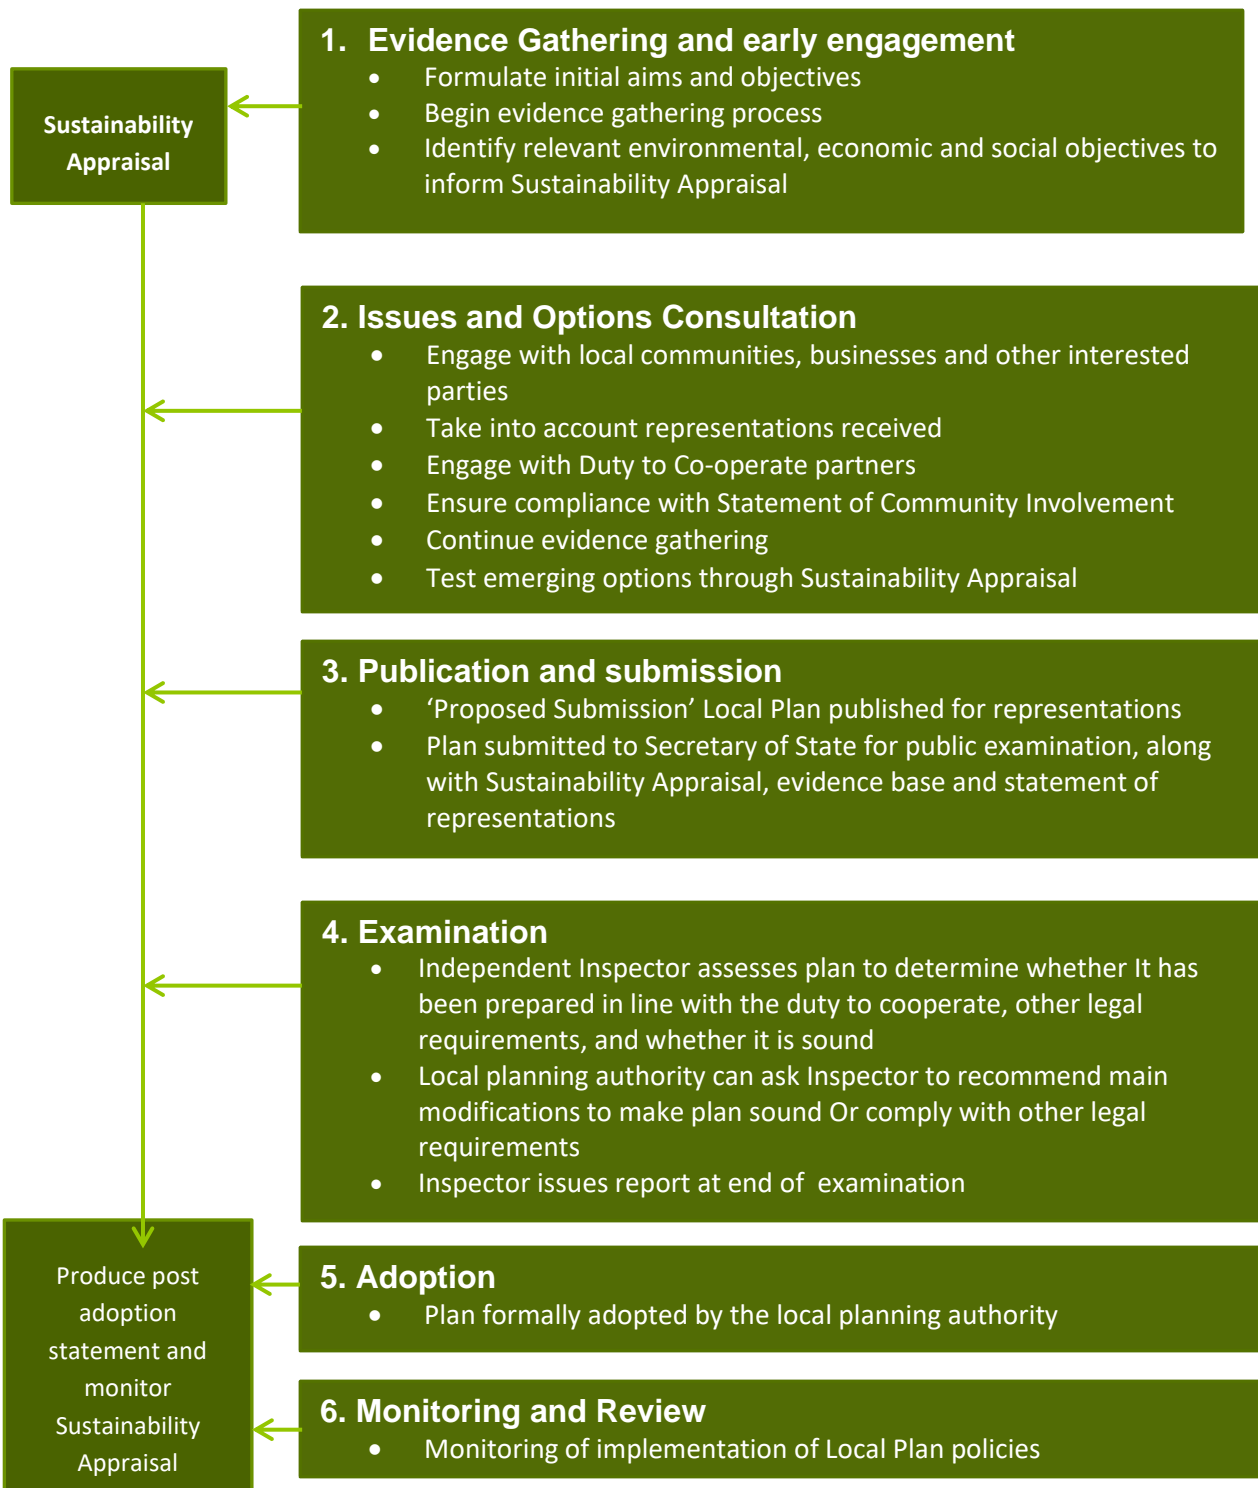 Sustainability
Appraisal
1. Evidence Gathering and early engagement
• Formulate initial aims and objectives
• Begin evidence gathering process
• Identify relevant environmental, economic and social objectives to
inform Sustainability Appraisal
2. Issues and Options Consultation
• Engage with local communities, businesses and other interested
parties
• Take into account representations received
• Engage with Duty to Co-operate partners
• Ensure compliance with Statement of Community Involvement
• Continue evidence gathering
• Test emerging options through Sustainability Appraisal
3. Publication and submission
• ‘Proposed Submission’ Local Plan published for representations
• Plan submitted to Secretary of State for public examination, along
with Sustainability Appraisal, evidence base and statement of
representations
4. Examination
• Independent Inspector assesses plan to determine whether It has
been prepared in line with the duty to cooperate, other legal
requirements, and whether it is sound
• Local planning authority can ask Inspector to recommend main
modifications to make plan sound Or comply with other legal
requirements
• Inspector issues report at end of examination
Produce post
adoption
statement and
monitor
Sustainability
Appraisal
5. Adoption
• Plan formally adopted by the local planning authority
6. Monitoring and Review
• Monitoring of implementation of Local Plan policies